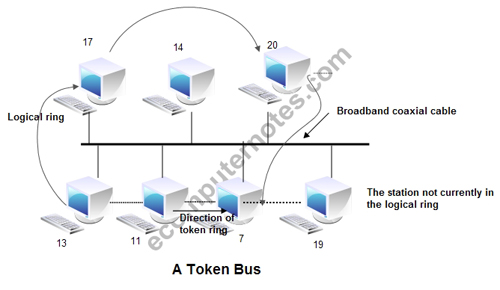 17
14
20
Logical ring
Broadband coaxial cable
The station not currently in
the logical ring
Direction of
token ring
13
11
7
19
A Token Bus
ecomputernotes.com